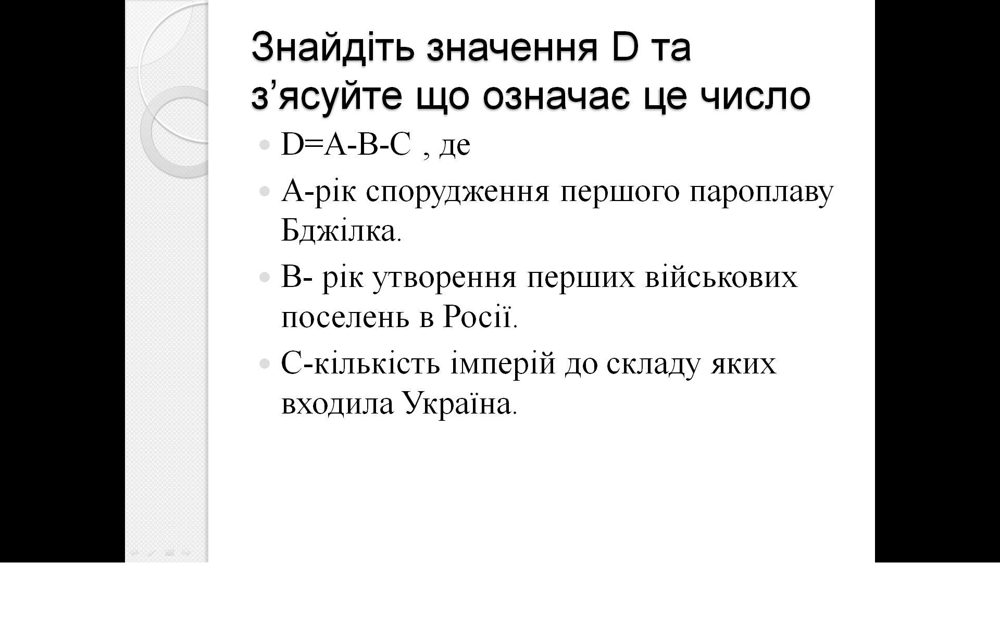 Знайдіть значення D та
з’ясуйте що означає це число
D=A-B-C , де
А-рік спорудження першого пароплаву
Бджілка.
В- рік утворення перших військових
поселень в Росії.
С-кількість імперій до складу яких
входила Україна.